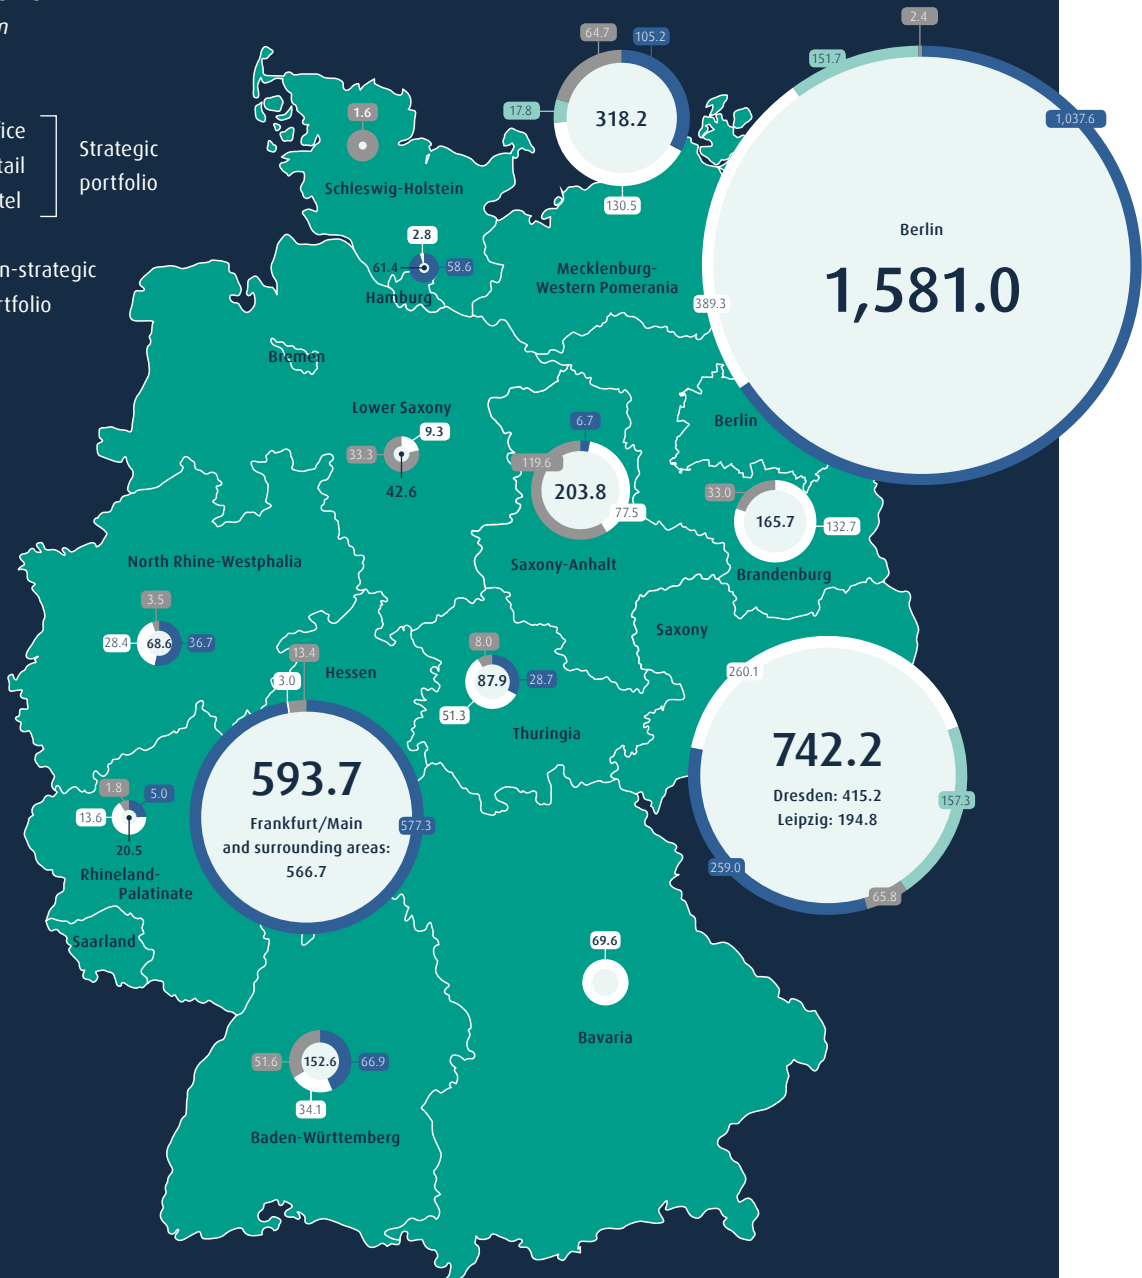 Strategic
portfolio
64.7
105.2
17.8
318.2
130.5
2.4
151.7
1,037.6
Berlin
1,581.0
389.3
1.6
Schleswig-Holstein
2.8
61.4
58.6
Hamburg
Mecklenburg-
Western Pomerania
Bremen
Lower Saxony
9.3
33.3
42.6
6.7
119.6
203.8
77.5
Saxony-Anhalt
Berlin
33.0
165.7
132.7
Brandenburg
North Rhine-Westphalia
3.5
28.4
68.6
36.7
Saxony
260.1
742.2
Dresden: 415.2
Leipzig: 194.8
157.3
259.0
65.8
8.0
87.9
28.7
51.3
Thuringia
13.4
3.0
Hessen
593.7
Frankfurt/Main
and surrounding areas:
566.7
577.3
1.8
5.0
13.6
20.5
Rhineland-
Palatinate
Saarland
69.6
Bavaria
51.6
152.6
66.9
34.1
Baden-Württemberg